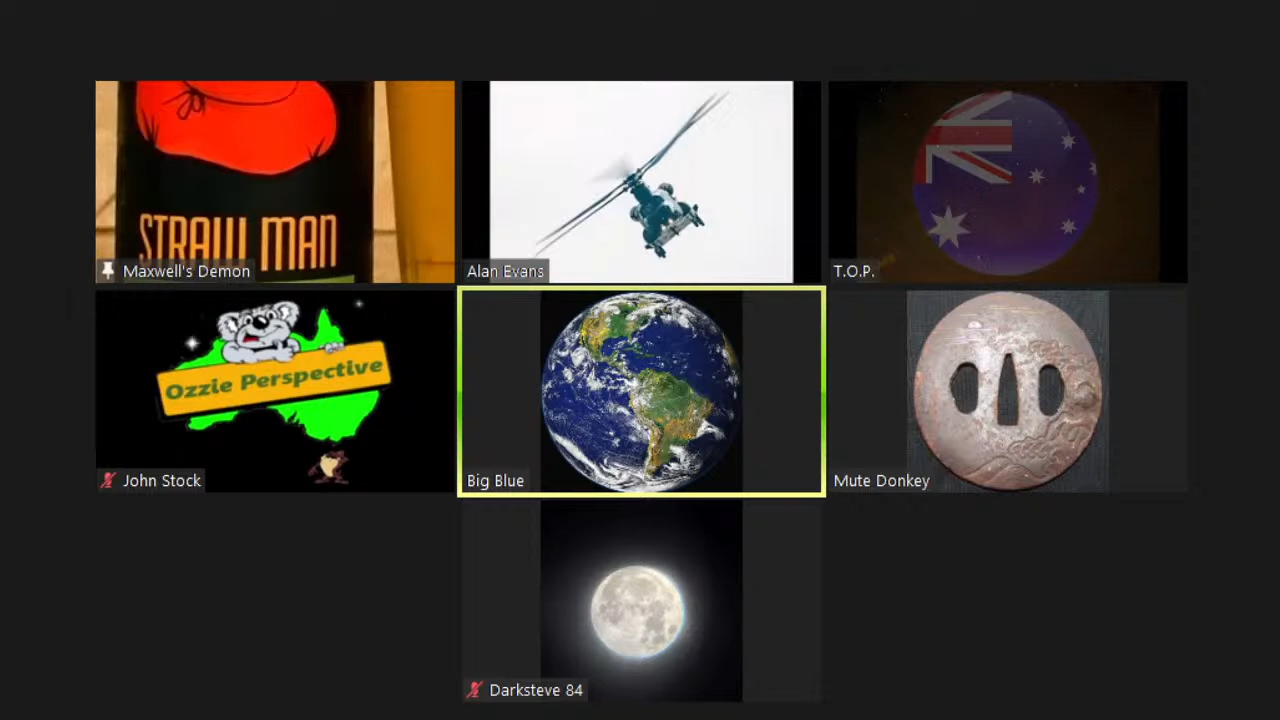 STRAW MAN
Maxwell's Demon
Alan Evans
T.O.P.
Ozzie Perspective
John Stock
Big Blue
Mute Donkey
Darksteve 84